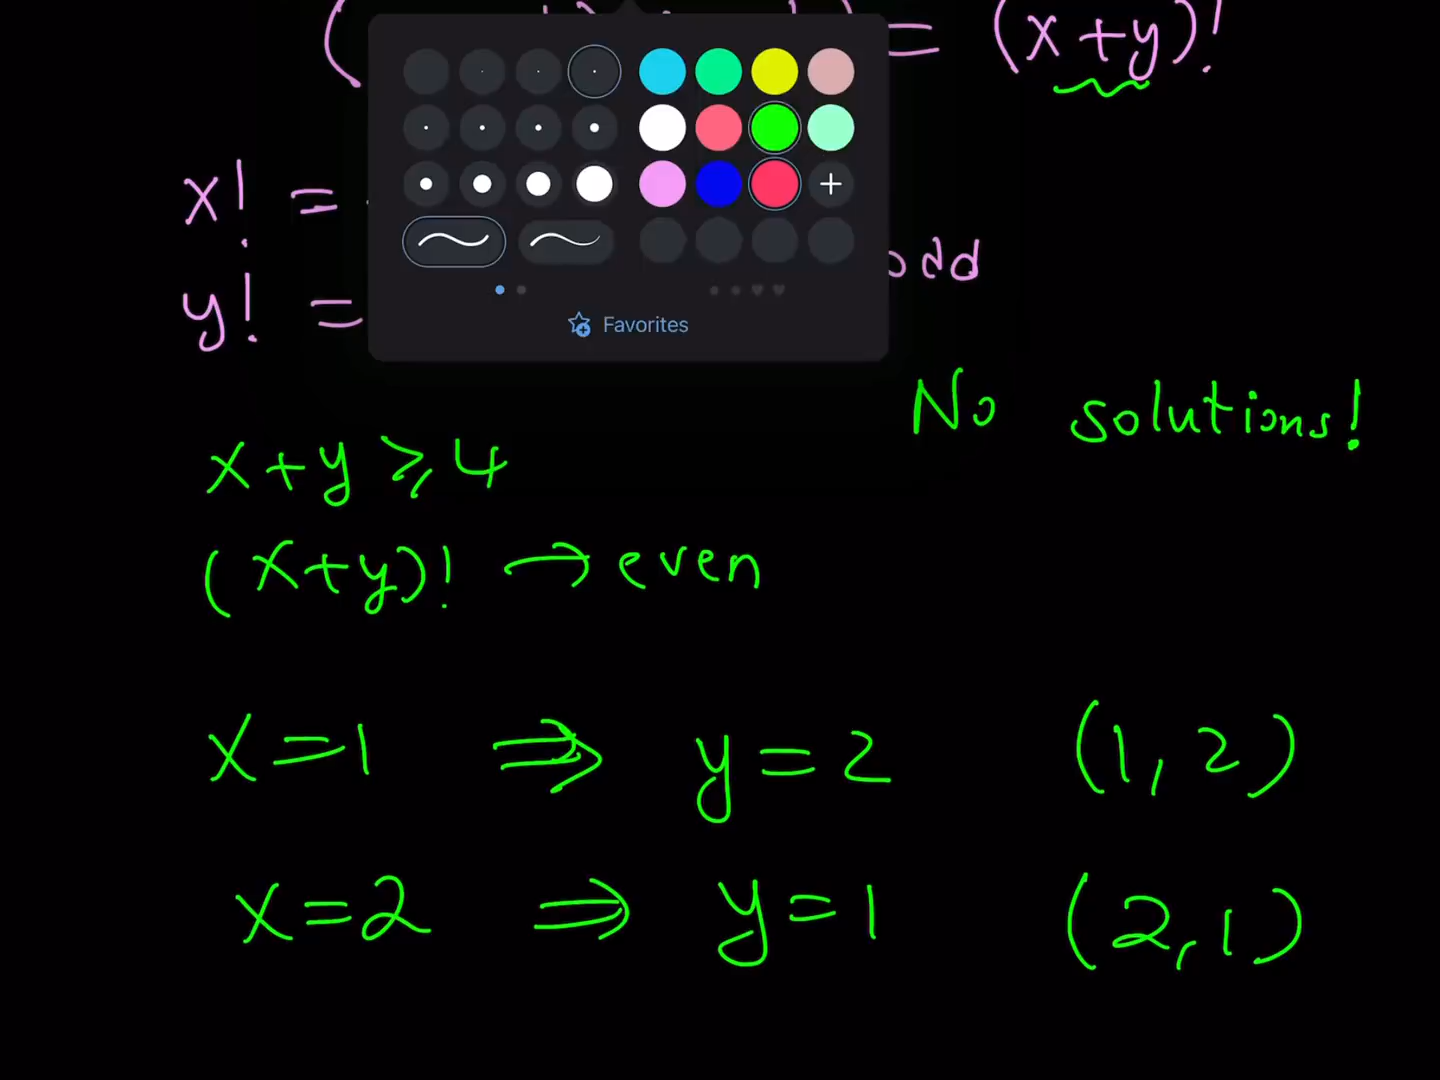 = (x+y)!
x! =
odd
y! =
Favorites
No solutions!
x+y ⩾ 4
(x+y)! → even
x=1 ⇒ y=2 (1,2)
x=2 ⇒ y=1 (2,1)